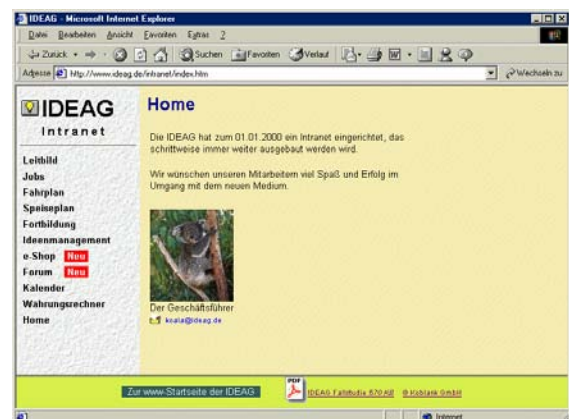 IDEAG - Microsoft Internet Explorer
Datei Bearbeiten Ansicht Favoriten Extras ?
Zurück Suchen Favoriten Verlauf
Adresse http://www.ideag.de/intranet/index.htm Wechseln zu
IDEAG
Intranet
Leitbild
Jobs
Fahrplan
Speiseplan
Fortbildung
Ideenmanagement
e-Shop Neu
Forum Neu
Kalender
Währungsrechner
Home
Home
Die IDEAG hat zum 01.01.2000 ein Intranet eingerichtet, das
schrittweise immer weiter ausgebaut werden wird.
Wir wünschen unseren Mitarbeitern viel Spaß und Erfolg im
Umgang mit dem neuen Medium.
Der Geschäftsführer
koala@ideag.de
Zur www-Startseite der IDEAG
PDF
IDEAG Fallstudie 570 KB
© Koblank GmbH
Internet